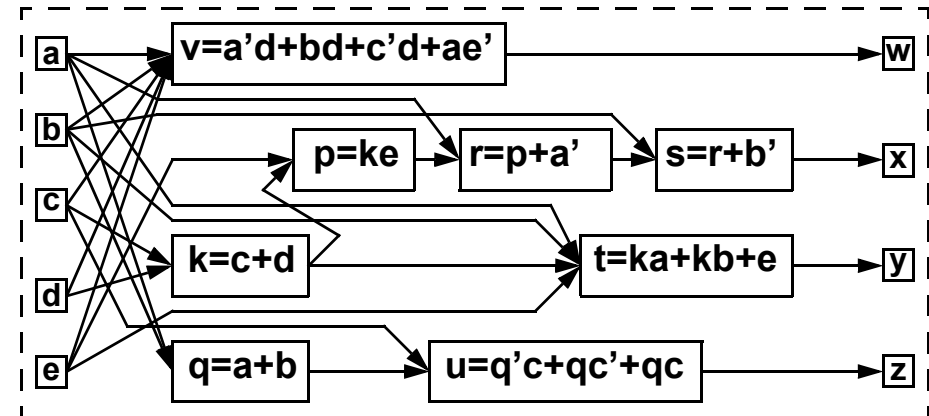 a
v=a’d+bd+c’d+ae’
w
b
p=ke
r=p+a’
s=r+b’
x
c
k=c+d
t=ka+kb+e
y
d
e
q=a+b
u=q’c+qc’+qc
z